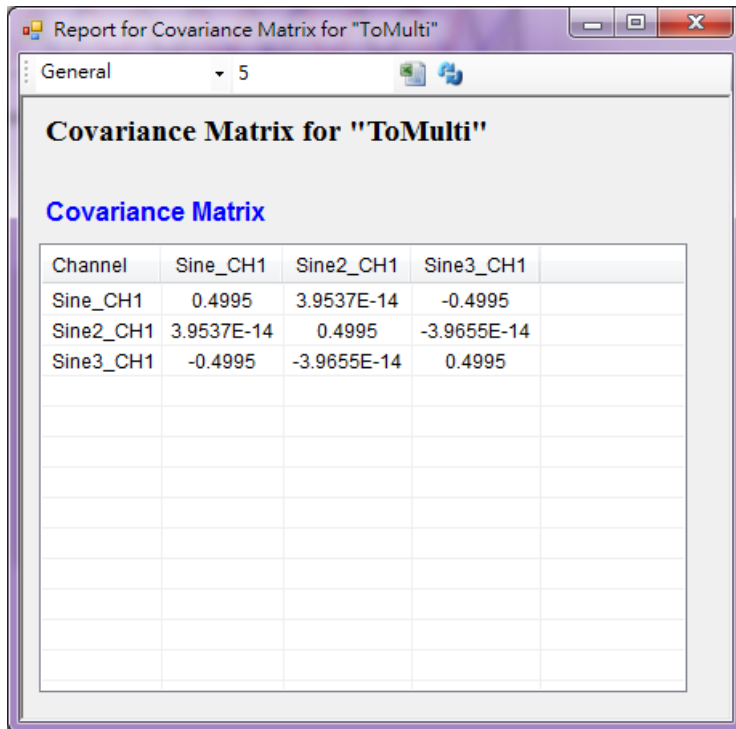 Report for Covariance Matrix for "ToMulti"
General 5
Covariance Matrix for "ToMulti"
Covariance Matrix
Channel Sine_CH1 Sine2_CH1 Sine3_CH1
Sine_CH1 0.4995 3.9537E-14 -0.4995
Sine2_CH1 3.9537E-14 0.4995 -3.9655E-14
Sine3_CH1 -0.4995 -3.9655E-14 0.4995